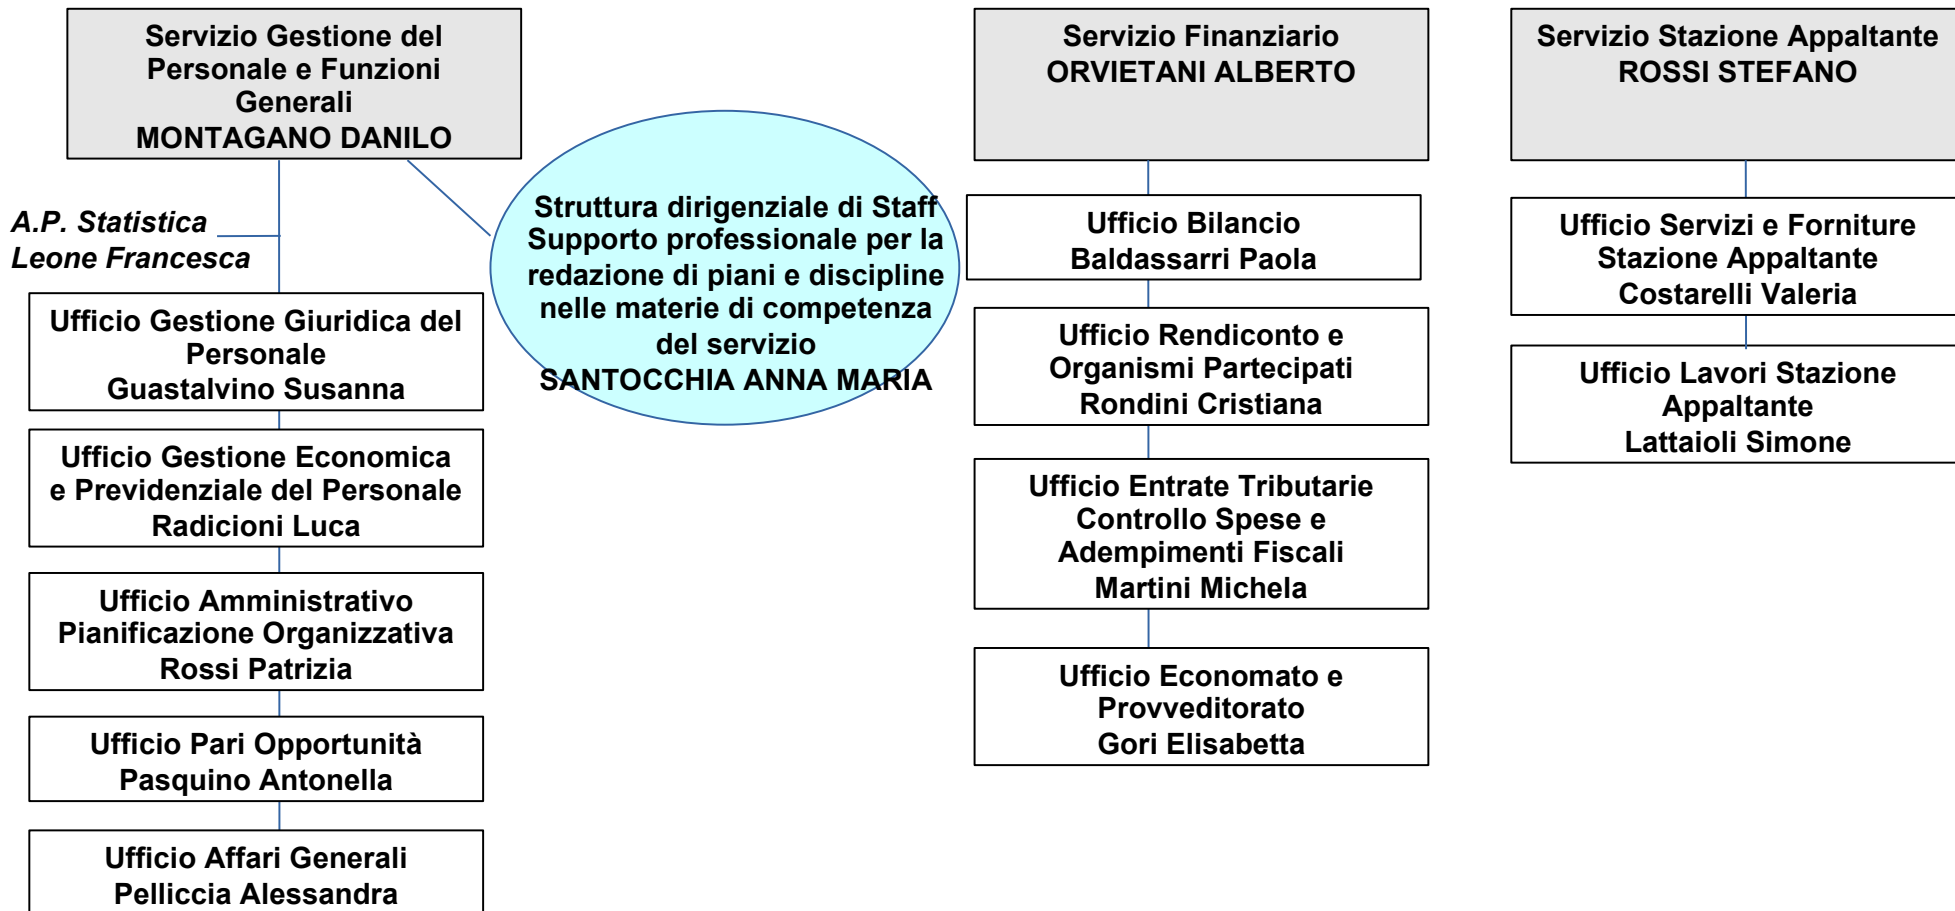 Servizio Gestione del
Personale e Funzioni
Generali
MONTAGANO DANILO
A.P. Statistica
Leone Francesca
Struttura dirigenziale di Staff
Supporto professionale per la
redazione di piani e discipline
nelle materie di competenza
del servizio
SANTOCCHIA ANNA MARIA
Ufficio Gestione Giuridica del
Personale
Guastalvino Susanna
Ufficio Gestione Economica
e Previdenziale del Personale
Radicioni Luca
Ufficio Amministrativo
Pianificazione Organizzativa
Rossi Patrizia
Ufficio Pari Opportunità
Pasquino Antonella
Ufficio Affari Generali
Pelliccia Alessandra
Servizio Finanziario
ORVIETANI ALBERTO
Ufficio Bilancio
Baldassarri Paola
Ufficio Rendiconto e
Organismi Partecipati
Rondini Cristiana
Ufficio Entrate Tributarie
Controllo Spese e
Adempimenti Fiscali
Martini Michela
Ufficio Economato e
Provveditorato
Gori Elisabetta
Servizio Stazione Appaltante
ROSSI STEFANO
Ufficio Servizi e Forniture
Stazione Appaltante
Costarelli Valeria
Ufficio Lavori Stazione
Appaltante
Lattaioli Simone